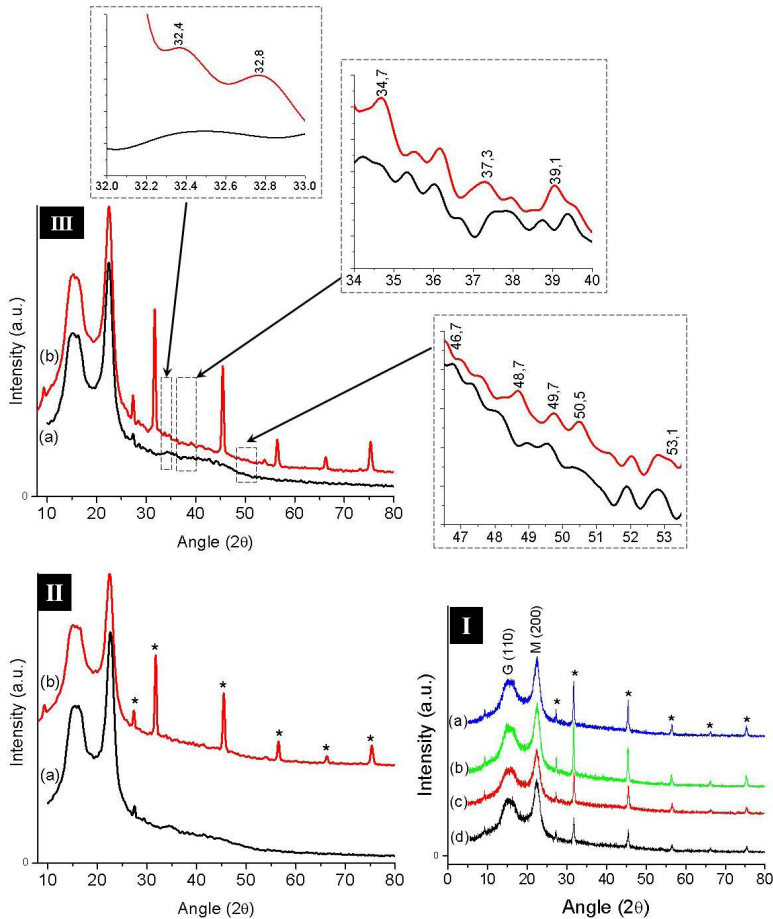 32,4
32,8
32.0 32.2 32.4 32.6 32.8 33.0
34,7
37,3
39,1
34 35 36 37 38 39 40
III
Intensity (a.u.)
(b)
(a)
0
10 20 30 40 50 60 70 80
Angle (2θ)
46,7
48,7
49,7
50,5
53,1
47 48 49 50 51 52 53
II
Intensity (a.u.)
(b)
(a)
* * * * * *
0
10 20 30 40 50 60 70 80
Angle (2θ)
I
Intensity (a.u.)
G (110)
M (200)
* * * * * *
(a)
(b)
(c)
(d)
0
0 10 20 30 40 50 60 70 80
Angle (2θ)